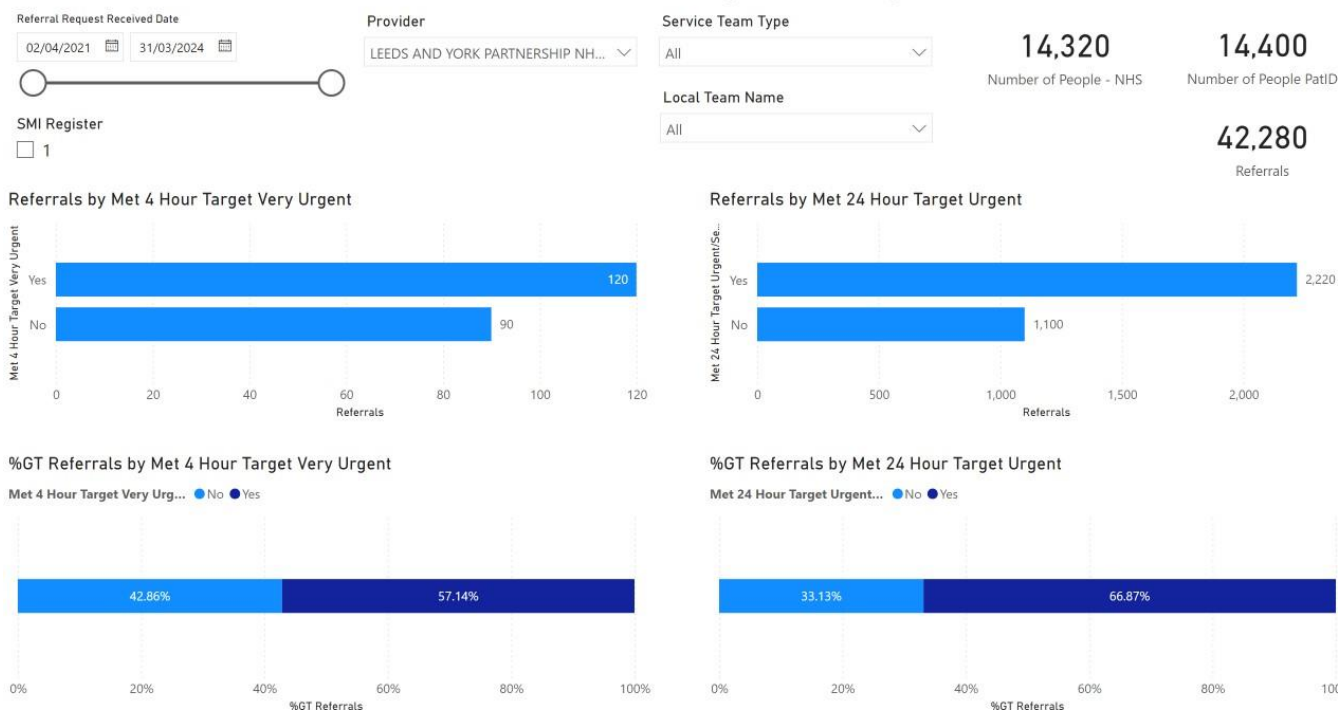 Referral Request Received Date
02/04/2021
31/03/2024
SMI Register
1
Provider
LEEDS AND YORK PARTNERSHIP NH...
Service Team Type
All
Local Team Name
All
14,320
Number of People - NHS
14,400
Number of People PatID
42,280
Referrals
Referrals by Met 4 Hour Target Very Urgent
Met 4 Hour Target Very Urgent
Yes
120
No
90
0 20 40 60 80 100 120
Referrals
Referrals by Met 24 Hour Target Urgent
Met 24 Hour Target Urgent/Se...
Yes
2,220
No
1,100
0 500 1,000 1,500 2,000
Referrals
%GT Referrals by Met 4 Hour Target Very Urgent
Met 4 Hour Target Very Urg... No Yes
42.86% 57.14%
0% 20% 40% 60% 80% 100%
%GT Referrals
%GT Referrals by Met 24 Hour Target Urgent
Met 24 Hour Target Urgent... No Yes
33.13% 66.87%
0% 20% 40% 60% 80% 100
%GT Referrals